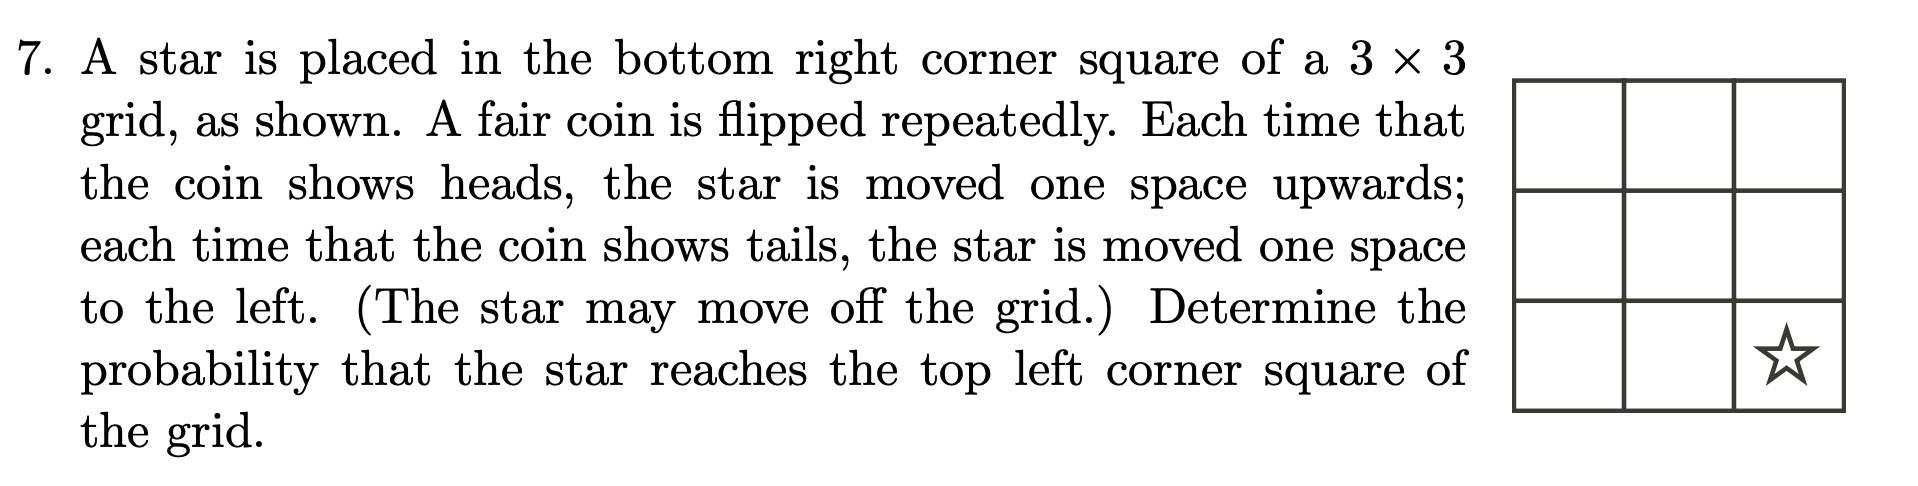 7. A star is placed in the bottom right corner square of a 3 × 3
grid, as shown. A fair coin is flipped repeatedly. Each time that
the coin shows heads, the star is moved one space upwards;
each time that the coin shows tails, the star is moved one space
to the left. (The star may move off the grid.) Determine the
probability that the star reaches the top left corner square of
the grid.